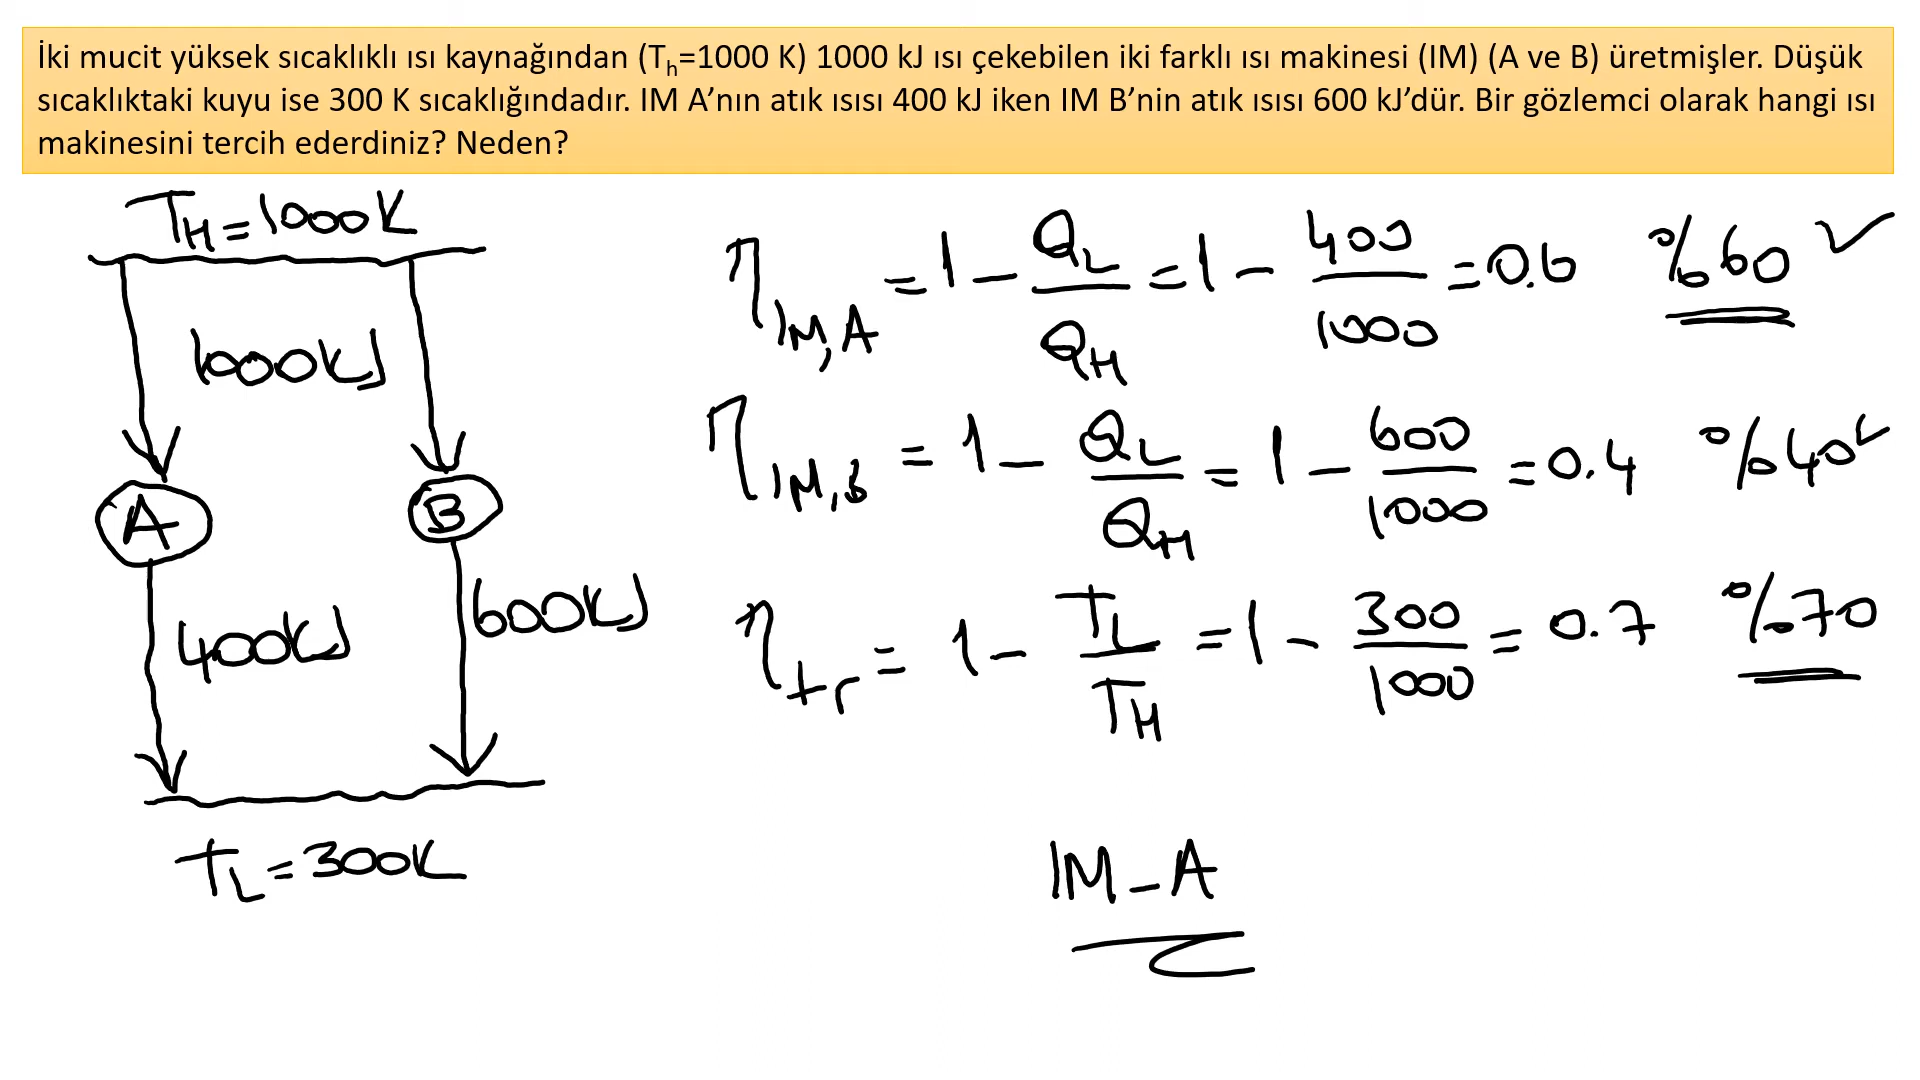 İki mucit yüksek sıcaklıklı ısı kaynağından (Th=1000 K) 1000 kJ ısı çekebilen iki farklı ısı makinesi (IM) (A ve B) üretmişler. Düşük
sıcaklıktaki kuyu ise 300 K sıcaklığındadır. IM A’nın atık ısısı 400 kJ iken IM B’nin atık ısısı 600 kJ’dür. Bir gözlemci olarak hangi ısı
makinesini tercih ederdiniz? Neden?
TH=1000K
1000KJ
A
B
400KJ
600KJ
TL=300K
ηIM,A = 1 - QL/QH = 1 - 400/1000 = 0.6 %60 ✓
ηIM,B = 1 - QL/QH = 1 - 600/1000 = 0.4 %40 ✓
ηtr = 1 - TL/TH = 1 - 300/1000 = 0.7 %70
IM-A